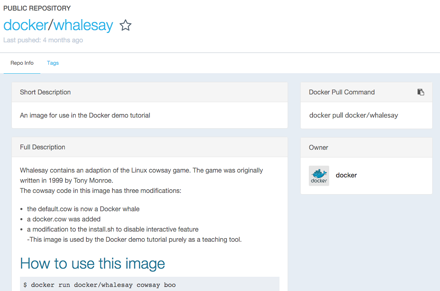 PUBLIC REPOSITORY
docker/whalesay
Last pushed: 4 months ago
Repo Info
Tags
Short Description
An image for use in the Docker demo tutorial
Docker Pull Command
docker pull docker/whalesay
Full Description
Whalesay contains an adaption of the Linux cowsay game. The game was originally
written in 1999 by Tony Monroe.
The cowsay code in this image has three modifications:
• the default.cow is now a Docker whale
• a docker.cow was added
• a modification to the install.sh to disable interactive feature
-This image is used by the Docker demo tutorial purely as a teaching tool.
Owner
docker
docker
How to use this image
$ docker run docker/whalesay cowsay boo